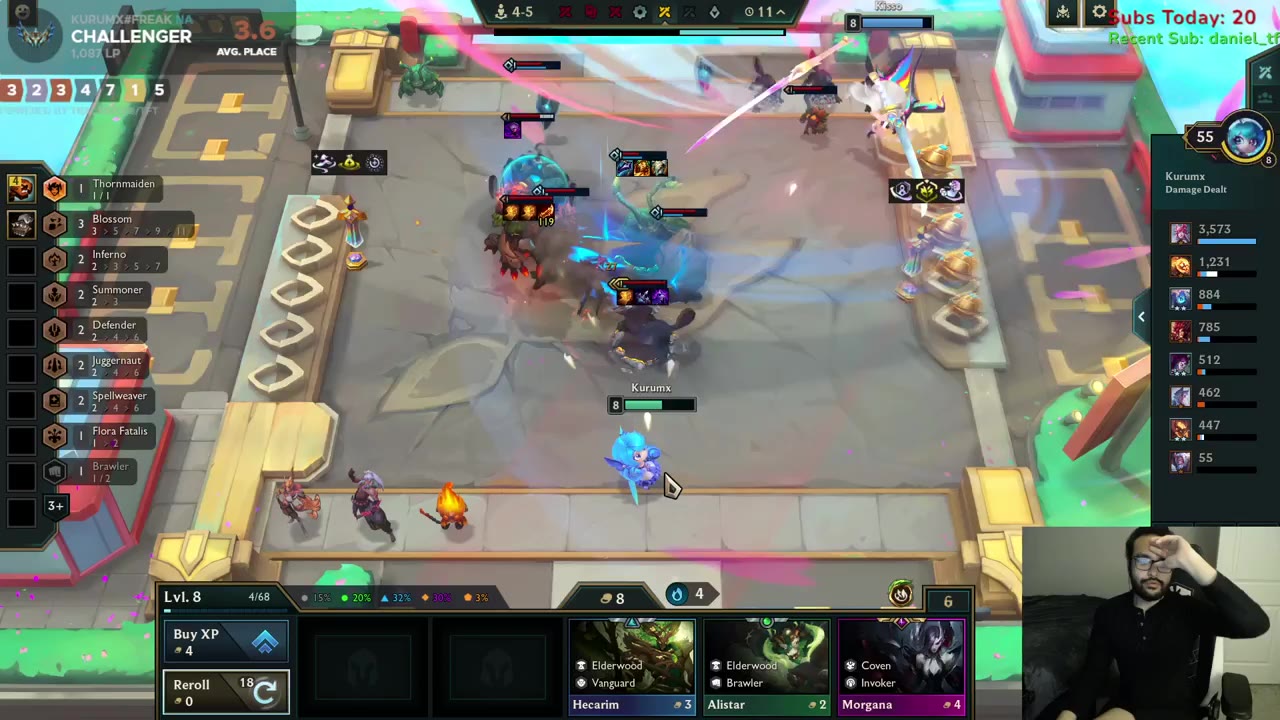 KURUMX#FREAK NA
CHALLENGER
1,087 LP
3.6
AVG. PLACE
3 2 3 4 7 1 5
4-5
11
8
Kisso
Subs Today: 20
Recent Sub: daniel_tf
55
8
Kurumx
Damage Dealt
3,573
1,231
884
785
512
462
447
55
4
1 Thornmaiden
1 / 1
3 Blossom
3 > 5 > 7 > 9 > 11
2 Inferno
2 > 3 > 5 > 7
2 Summoner
2 > 3
2 Defender
2 > 4 > 6
2 Juggernaut
2 > 4 > 6
2 Spellweaver
2 > 4 > 6
1 Flora Fatalis
1 > 2
1 Brawler
1 / 2
3+
119
Kurumx
8
Lvl. 8 4/68
15% 20% 32% 30% 3%
8
4
6
Buy XP
4
Reroll 18
0
Elderwood
Vanguard
Hecarim 3
Elderwood
Brawler
Alistar 2
Coven
Invoker
Morgana 4